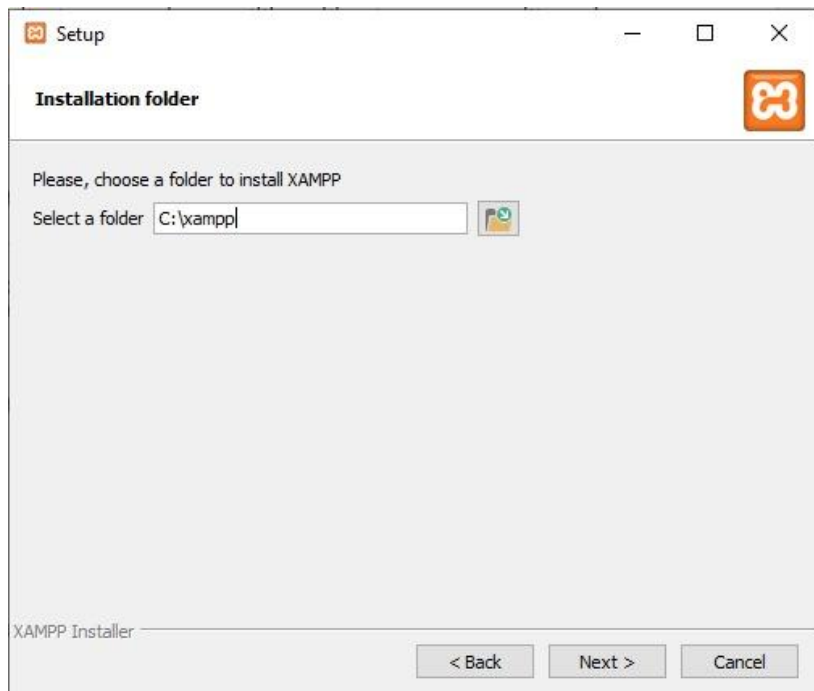 Setup
Installation folder
Please, choose a folder to install XAMPP
Select a folder C:\xampp
XAMPP Installer
< Back Next > Cancel